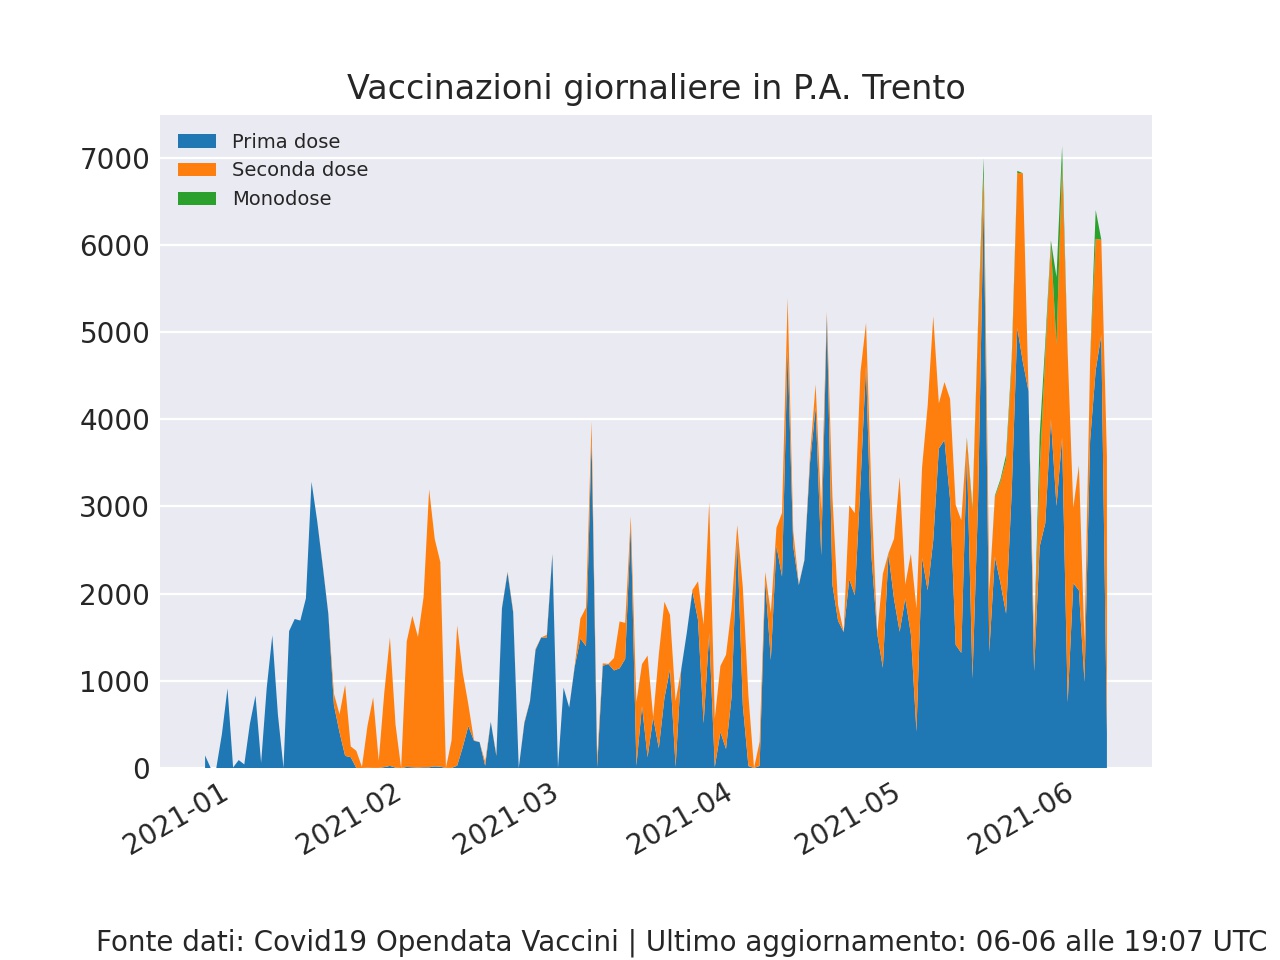 Vaccinazioni giornaliere in P.A. Trento
Prima dose
Seconda dose
Monodose
7000
6000
5000
4000
3000
2000
1000
0
2021-01
2021-02
2021-03
2021-04
2021-05
2021-06
Fonte dati: Covid19 Opendata Vaccini | Ultimo aggiornamento: 06-06 alle 19:07 UTC